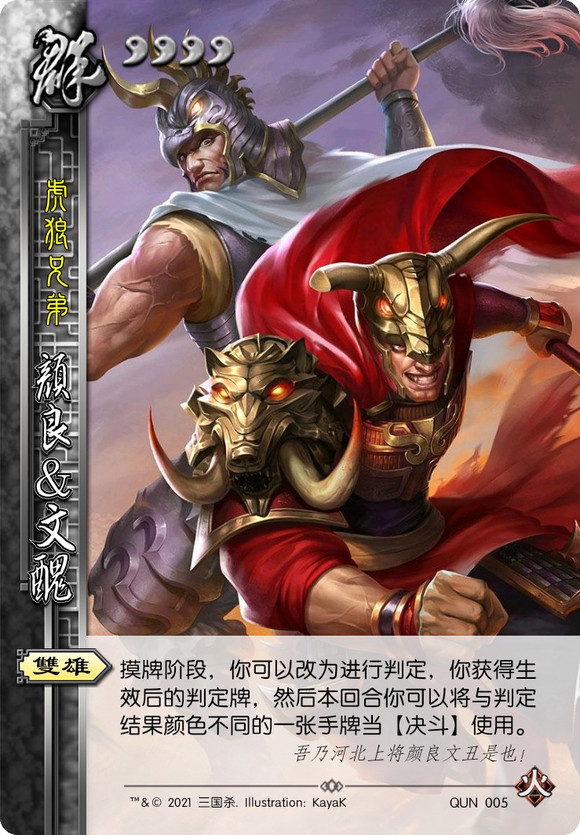 群
虎狼兄弟
顔良&文醜
雙雄
摸牌阶段，你可以改为进行判定，你获得生
效后的判定牌，然后本回合你可以将与判定
结果颜色不同的一张手牌当【决斗】使用。
吾乃河北上将颜良文丑是也！
™&© 2021 三国杀. Illustration: KayaK
QUN 005
火